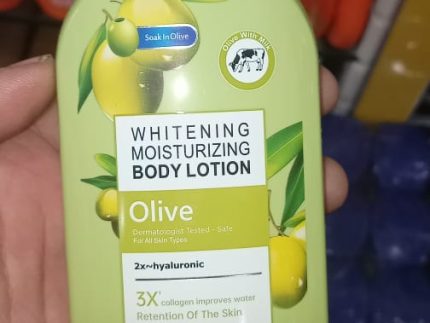 Soak In Olive
Olive With Milk
WHITENING
MOISTURIZING
BODY LOTION
Olive
Dermatologist Tested - Safe
For All Skin Types
2x~hyaluronic
3X collagen improves water
Retention Of The Skin